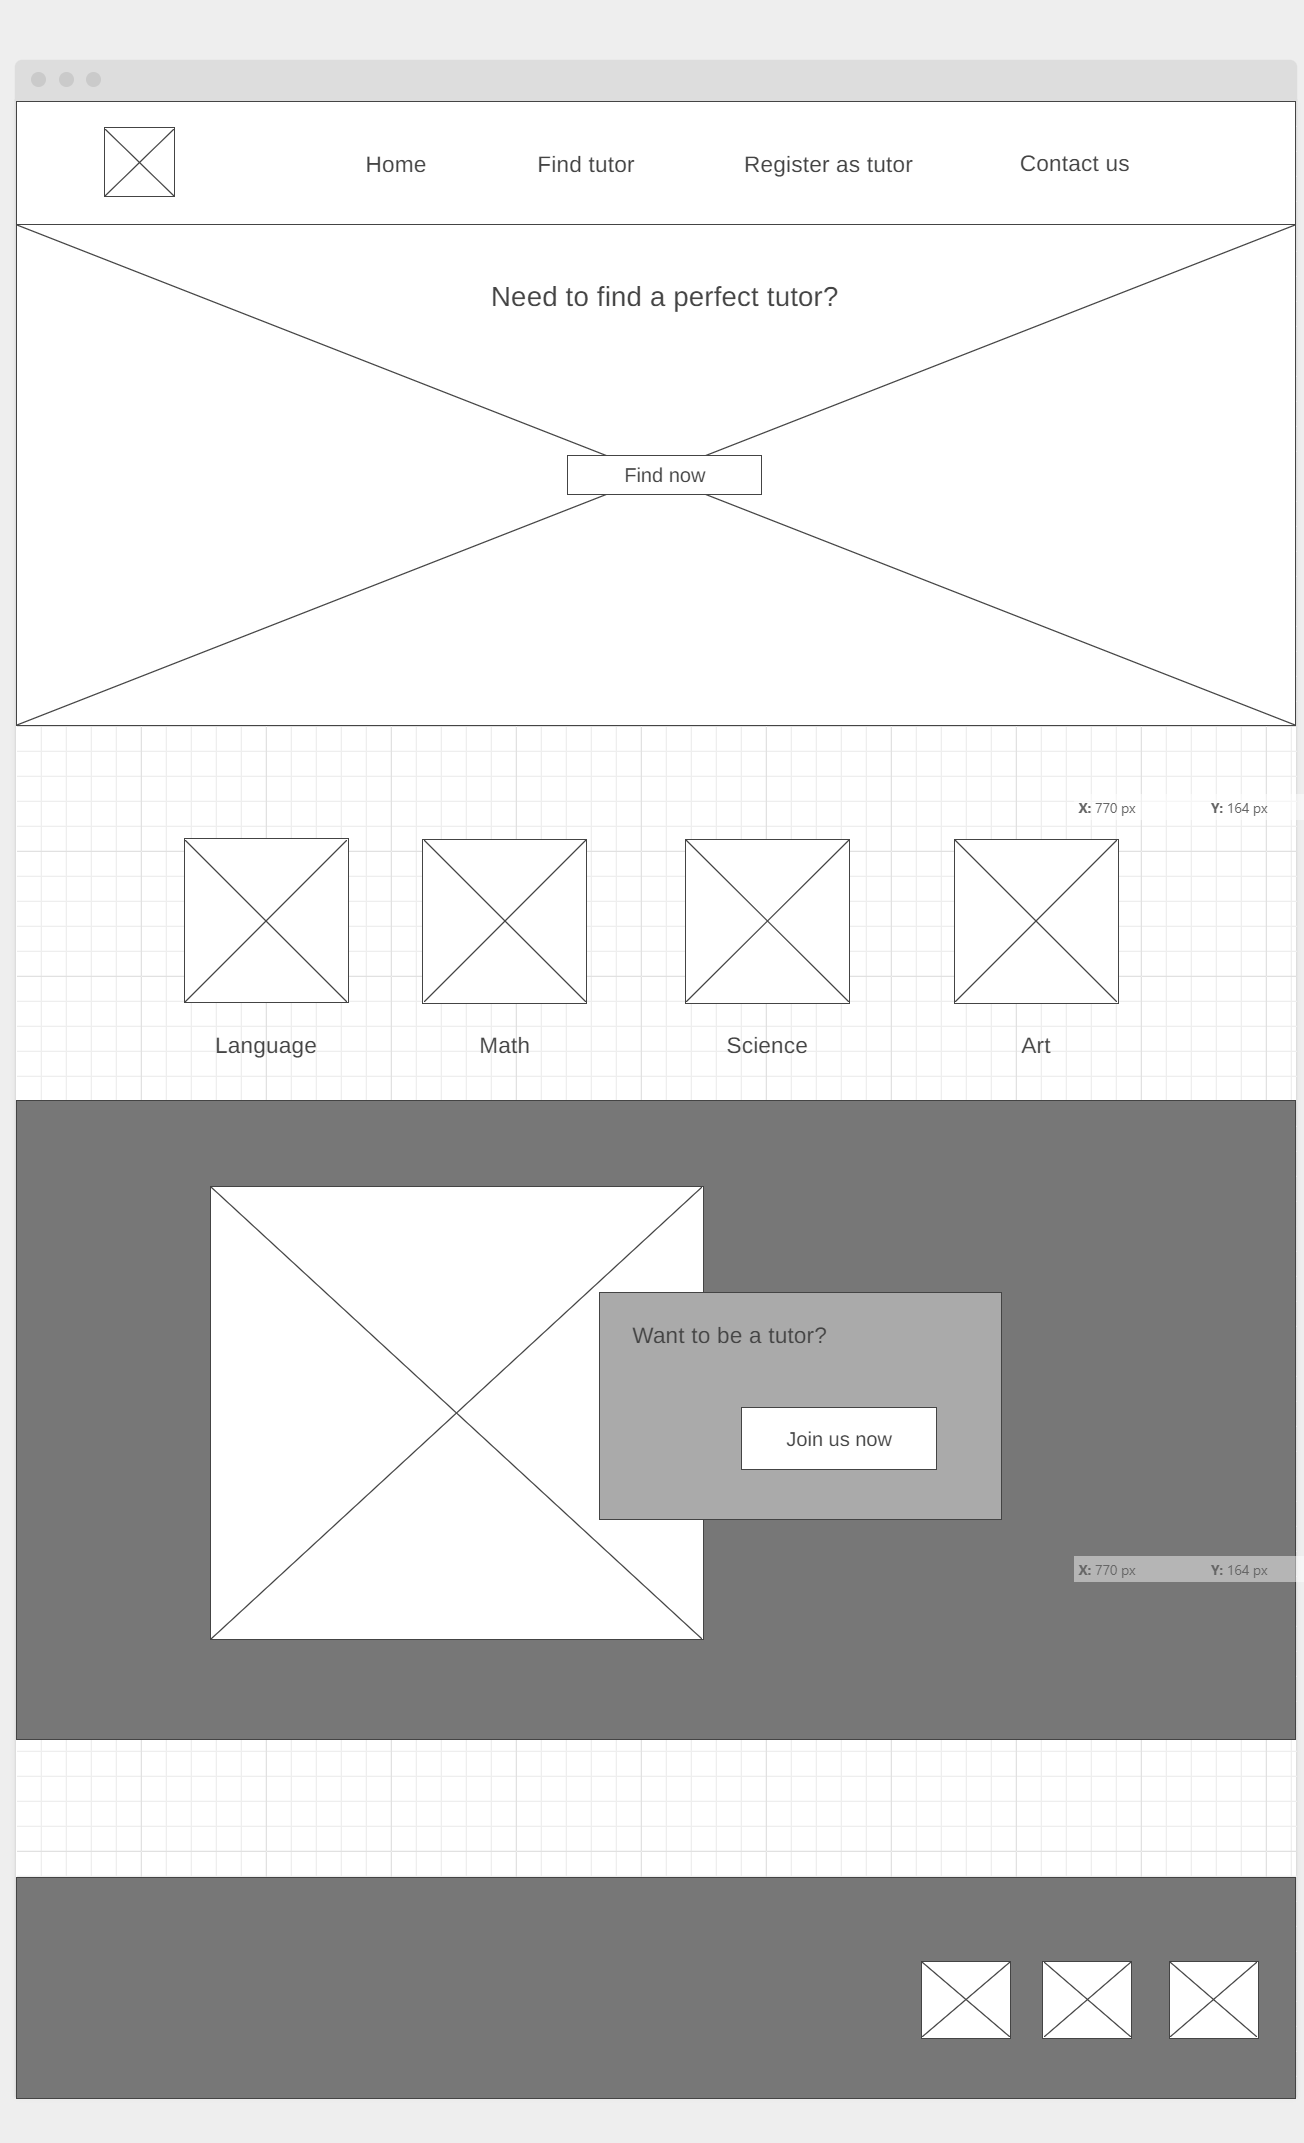 Home Find tutor Register as tutor Contact us
Need to find a perfect tutor?
Find now
X: 770 px Y: 164 px
Language Math Science Art
Want to be a tutor?
Join us now
X: 770 px Y: 164 px